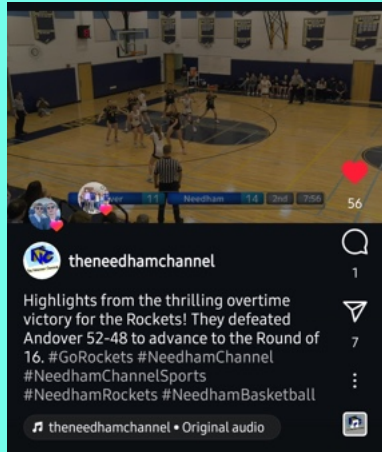 ver 11 Needham 14 2nd 7:56
56
theneedhamchannel
1
Highlights from the thrilling overtime
victory for the Rockets! They defeated
Andover 52-48 to advance to the Round of
7
16. #GoRockets #NeedhamChannel
#NeedhamChannelSports
#NeedhamRockets #NeedhamBasketball
theneedhamchannel • Original audio